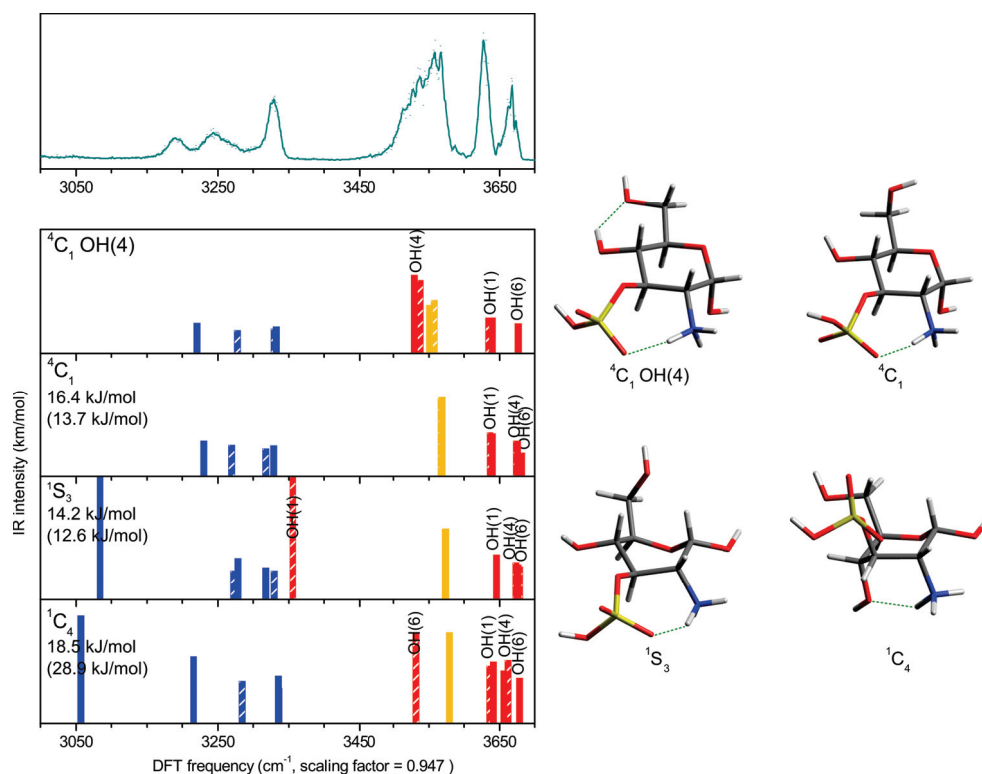 3050 3250 3450 3650
⁴C₁ OH(4)
OH(4)
OH(1)
OH(6)
⁴C₁
16.4 kJ/mol
(13.7 kJ/mol)
OH(1)
OH(4)
OH(6)
¹S₃
14.2 kJ/mol
(12.6 kJ/mol)
OH(1)
OH(1)
OH(4)
OH(6)
¹C₄
18.5 kJ/mol
(28.9 kJ/mol)
OH(6)
OH(1)
OH(4)
OH(6)
IR intensity (km/mol)
3050 3250 3450 3650
DFT frequency (cm⁻¹, scaling factor = 0.947 )
⁴C₁ OH(4)
⁴C₁
¹S₃
¹C₄